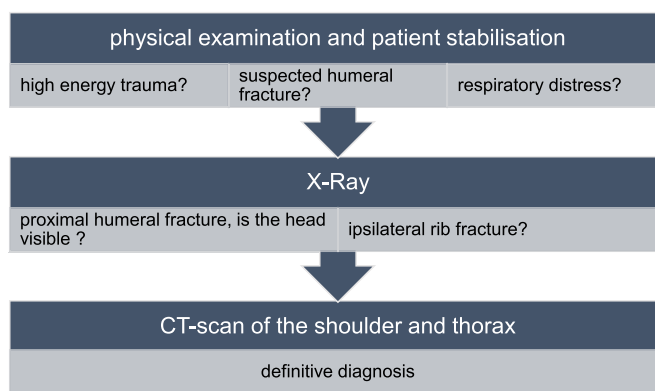 physical examination and patient stabilisation
high energy trauma?
suspected humeral
fracture?
respiratory distress?
X-Ray
proximal humeral fracture, is the head
visible ?
ipsilateral rib fracture?
CT-scan of the shoulder and thorax
definitive diagnosis